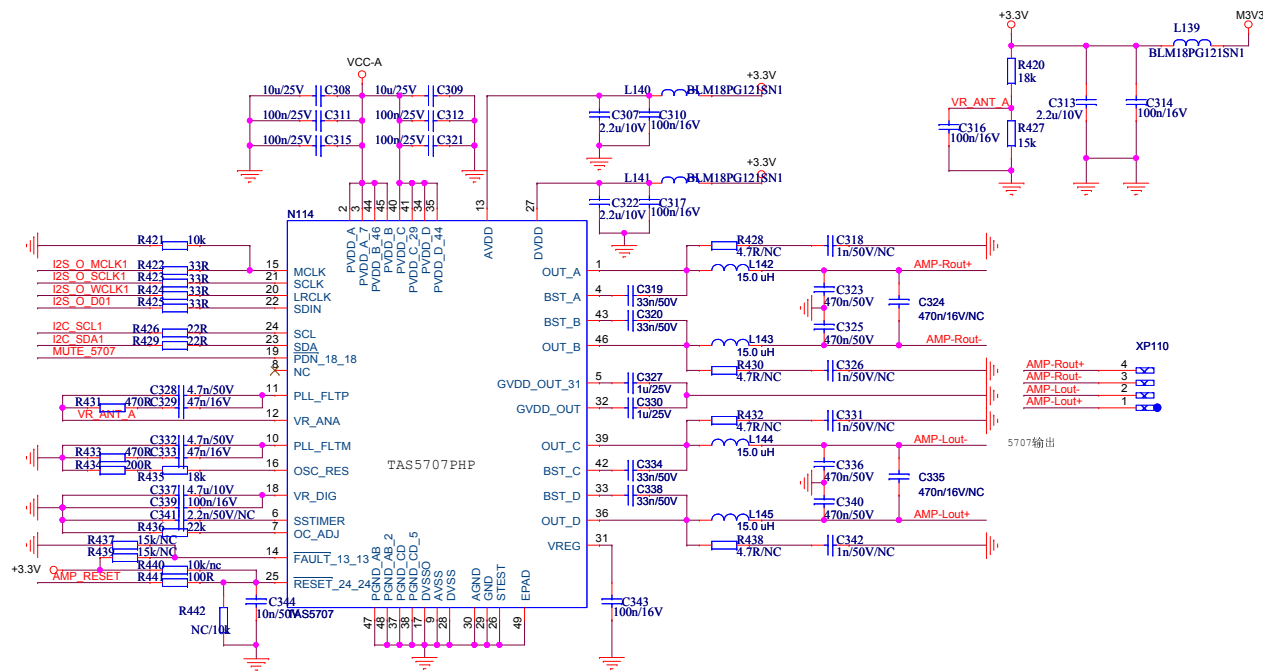 +3.3V
M3V3
L139
BLM18PG121SN1
R420
18k
VR_ANT_A
C316
100n/16V
R427
15k
C313
2.2u/10V
C314
100n/16V
VCC-A
10u/25V C308
10u/25V C309
100n/25V C311
100n/25V C312
100n/25V C315
100n/25V C321
L140
BLM18PG121SN1
+3.3V
C307
2.2u/10V
C310
100n/16V
L141
BLM18PG121SN1
+3.3V
C322
2.2u/10V
C317
100n/16V
N114
2 PVDD_A
3 PVDD_A_7
44 PVDD_B_46
45 PVDD_B
40 PVDD_C
41 PVDD_C_29
34 PVDD_D
35 PVDD_D_44
13 AVDD
27 DVDD
R421 10k
I2S_O_MCLK1 R422 33R 15 MCLK
I2S_O_SCLK1 R423 33R 21 SCLK
I2S_O_WCLK1 R424 33R 20 LRCLK
I2S_O_D01 R425 33R 22 SDIN
I2C_SCL1 R426 22R 24 SCL
I2C_SDA1 R429 22R 23 SDA
MUTE_5707 19 PDN_18_18
8 NC
C328 4.7n/50V 11 PLL_FLTP
R431 470R C329 47n/16V
VR_ANT_A 12 VR_ANA
C332 4.7n/50V 10 PLL_FLTM
R433 470R C333 47n/16V
R434 200R 16 OSC_RES
R435 18k
C337 4.7u/10V 18 VR_DIG
C339 100n/16V
C341 2.2n/50V/NC 6 SSTIMER
R436 22k 7 OC_ADJ
R437 15k/NC
R439 15k/NC 14 FAULT_13_13
+3.3V R440 10k/nc
AMP_RESET R441 100R 25 RESET_24_24
R442
NC/10k
C344
10n/50V
TAS5707
TAS5707PHP
47 PGND_AB
48 PGND_AB_2
37 PGND_CD
38 PGND_CD_5
17 DVSSO
9 AVSS
28 DVSS
30 AGND
29 GND
26 STEST
49 EPAD
OUT_A 1
BST_A 4
BST_B 43
OUT_B 46
GVDD_OUT_31 5
GVDD_OUT 32
OUT_C 39
BST_C 42
BST_D 33
OUT_D 36
VREG 31
R428
4.7R/NC
C318
1n/50V/NC
L142
15.0 uH
AMP-Rout+
C319
33n/50V
C320
33n/50V
C323
470n/50V
C324
470n/16V/NC
C325
470n/50V
L143
15.0 uH
AMP-Rout-
R430
4.7R/NC
C326
1n/50V/NC
C327
1u/25V
C330
1u/25V
R432
4.7R/NC
C331
1n/50V/NC
L144
15.0 uH
AMP-Lout-
C334
33n/50V
C338
33n/50V
C336
470n/50V
C335
470n/16V/NC
C340
470n/50V
L145
15.0 uH
AMP-Lout+
R438
4.7R/NC
C342
1n/50V/NC
C343
100n/16V
XP110
AMP-Rout+ 4
AMP-Rout- 3
AMP-Lout- 2
AMP-Lout+ 1
5707输出